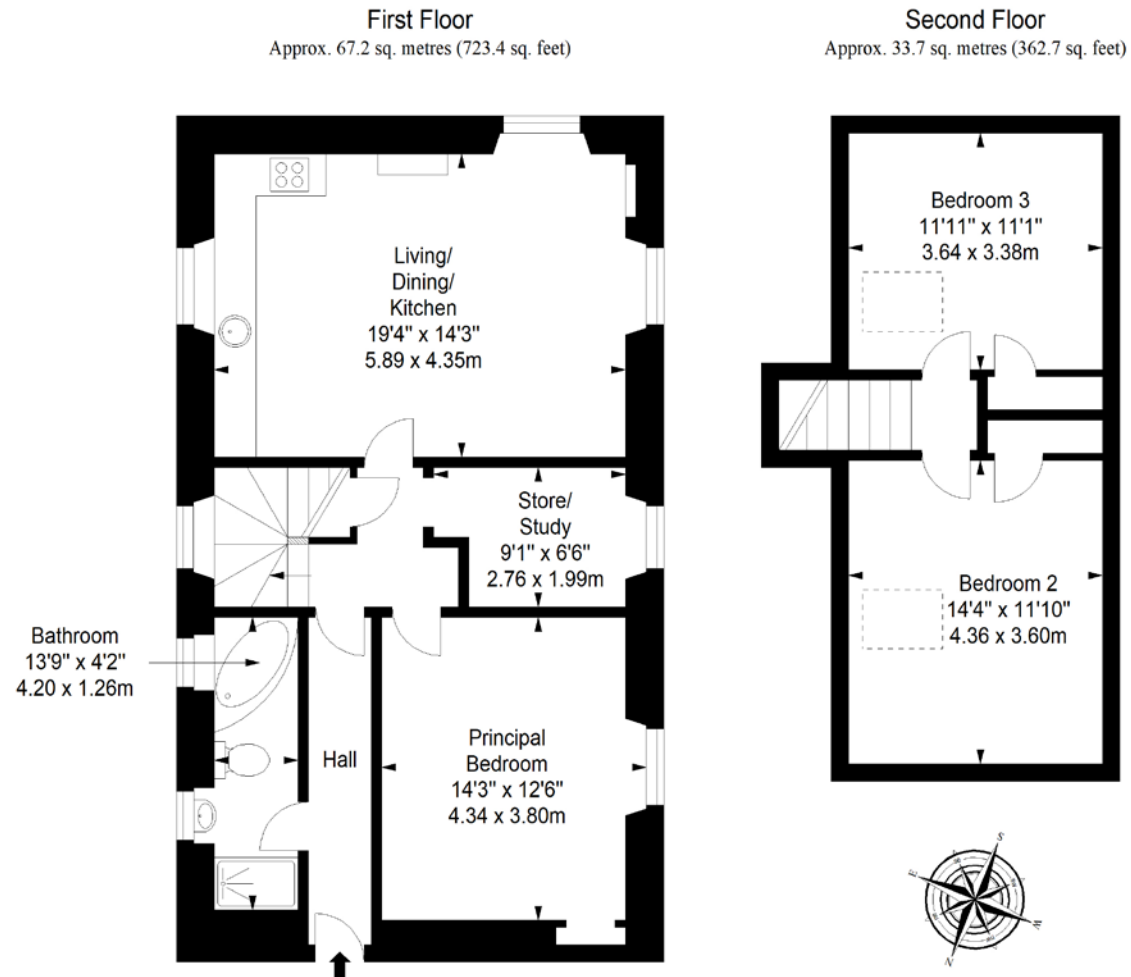 First Floor
Approx. 67.2 sq. metres (723.4 sq. feet)
Second Floor
Approx. 33.7 sq. metres (362.7 sq. feet)
Living/
Dining/
Kitchen
19'4" x 14'3"
5.89 x 4.35m
Bedroom 3
11'11" x 11'1"
3.64 x 3.38m
Store/
Study
9'1" x 6'6"
2.76 x 1.99m
Bedroom 2
14'4" x 11'10"
4.36 x 3.60m
Bathroom
13'9" x 4'2"
4.20 x 1.26m
Hall
Principal
Bedroom
14'3" x 12'6"
4.34 x 3.80m
S
E
W
N